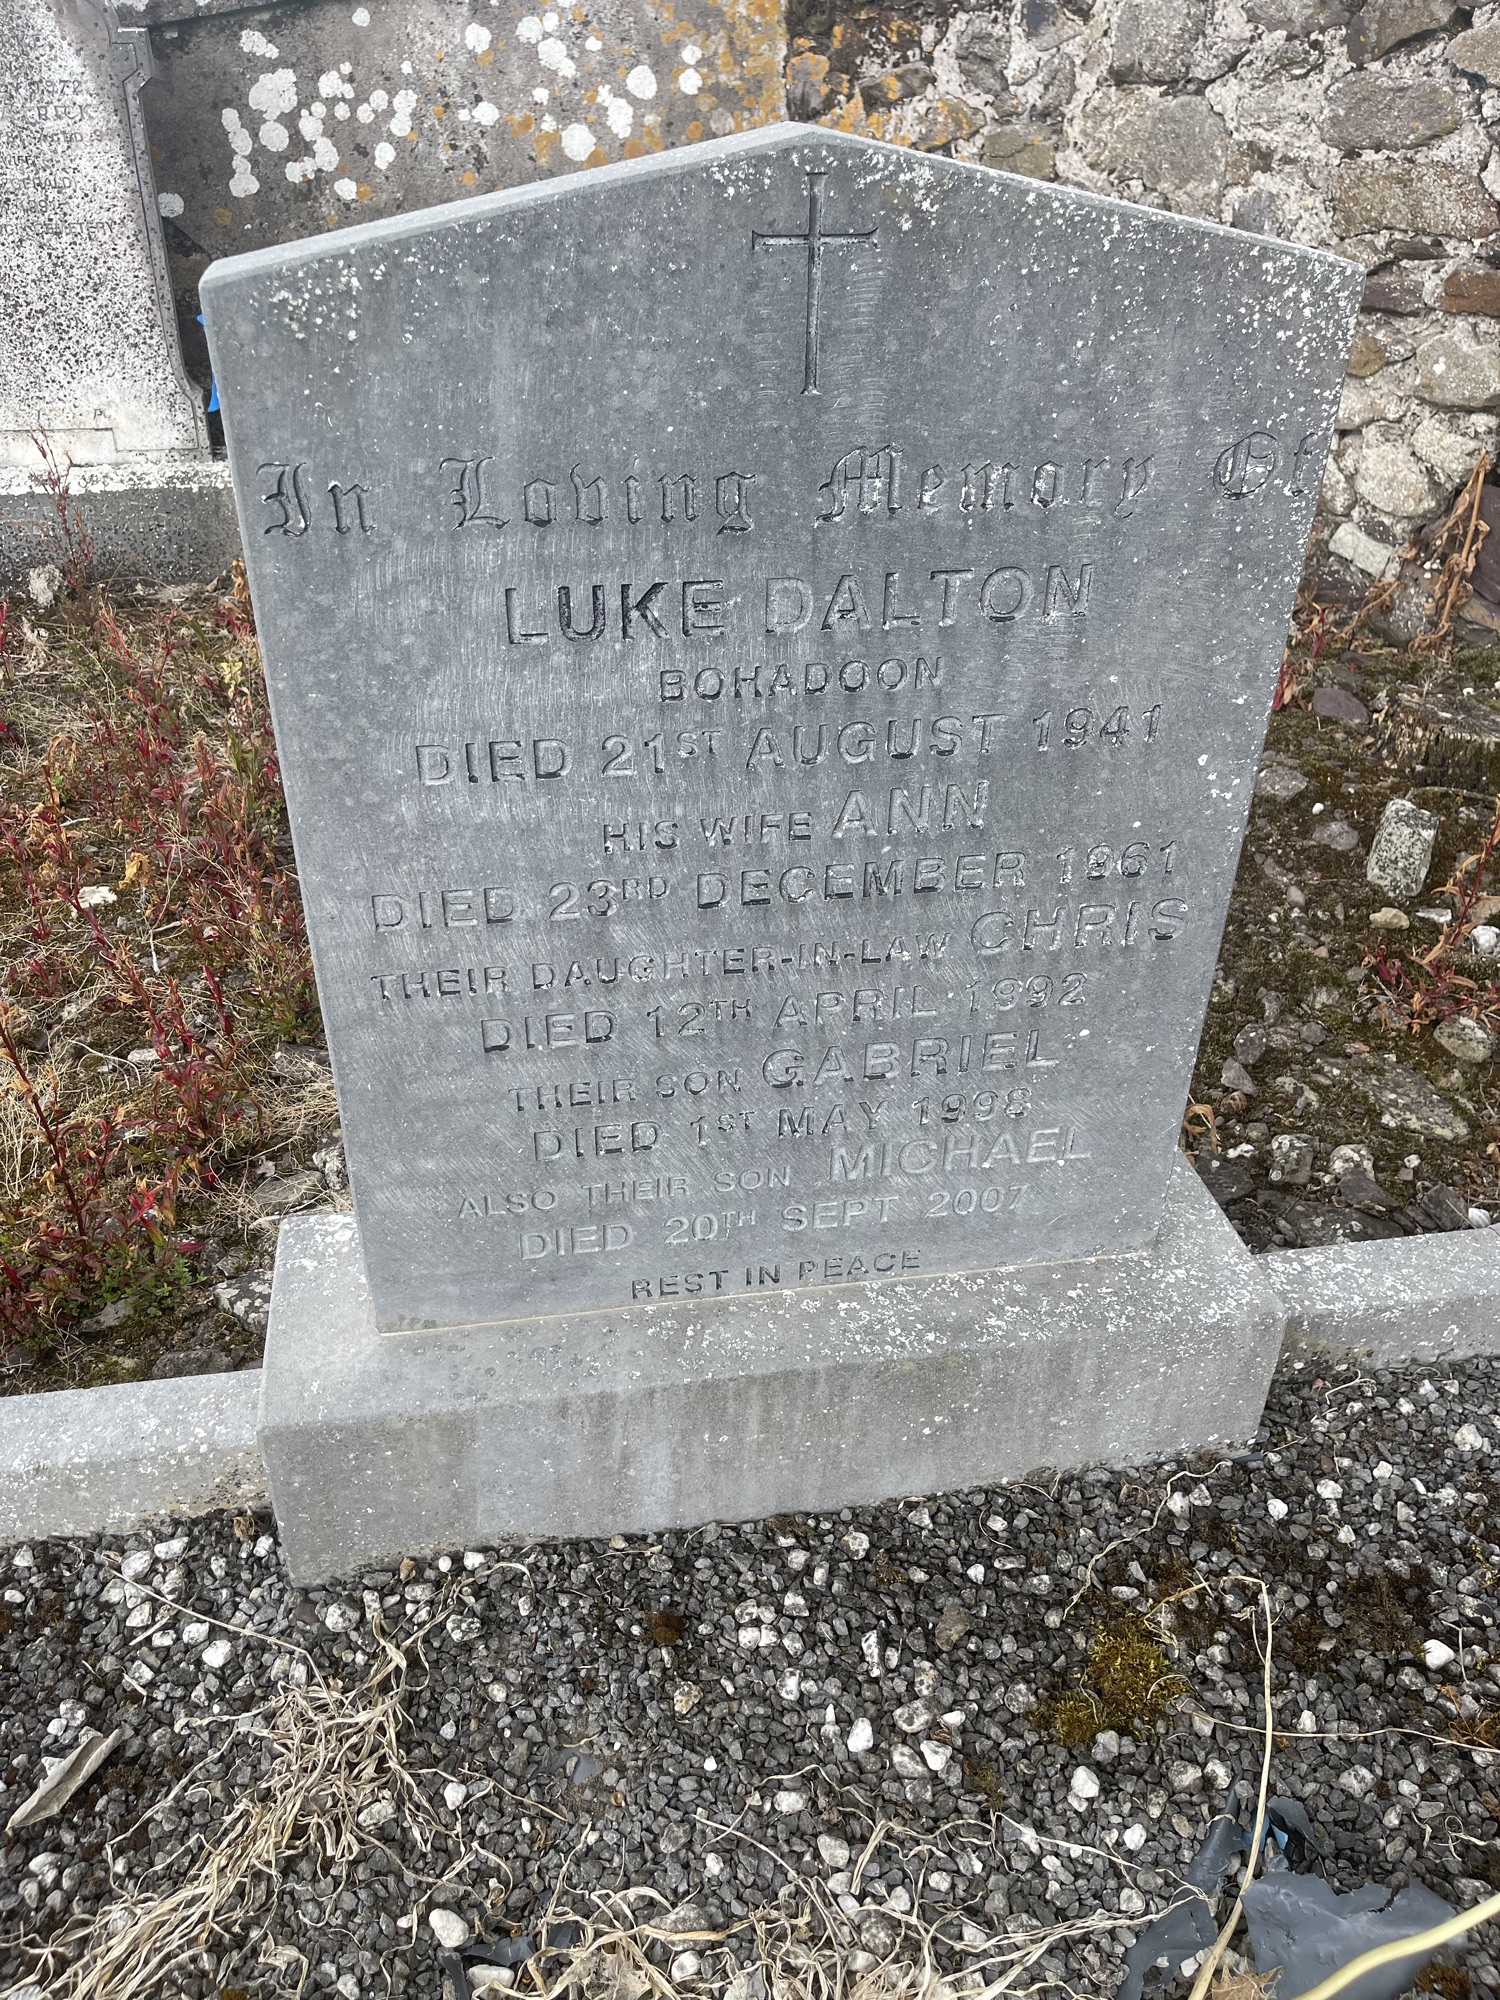 In Loving Memory Of
LUKE DALTON
BOHADOON
DIED 21ST AUGUST 1941
HIS WIFE ANN
DIED 23RD DECEMBER 1961
THEIR DAUGHTER-IN-LAW CHRIS
DIED 12TH APRIL 1992
THEIR SON GABRIEL
DIED 1ST MAY 1998
ALSO THEIR SON MICHAEL
DIED 20TH SEPT 2007
REST IN PEACE